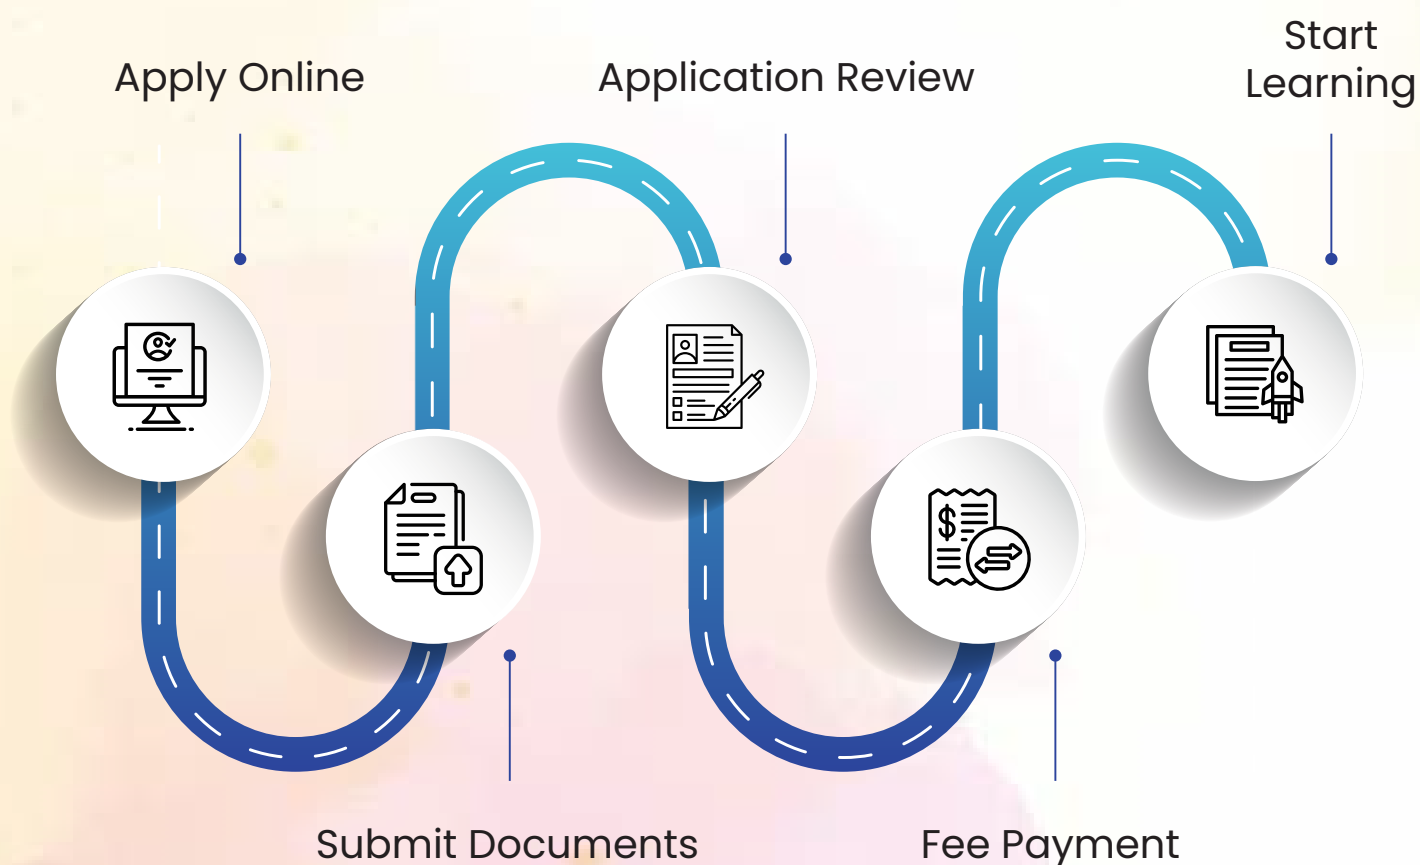 Apply Online
Submit Documents
Application Review
Fee Payment
Start
Learning